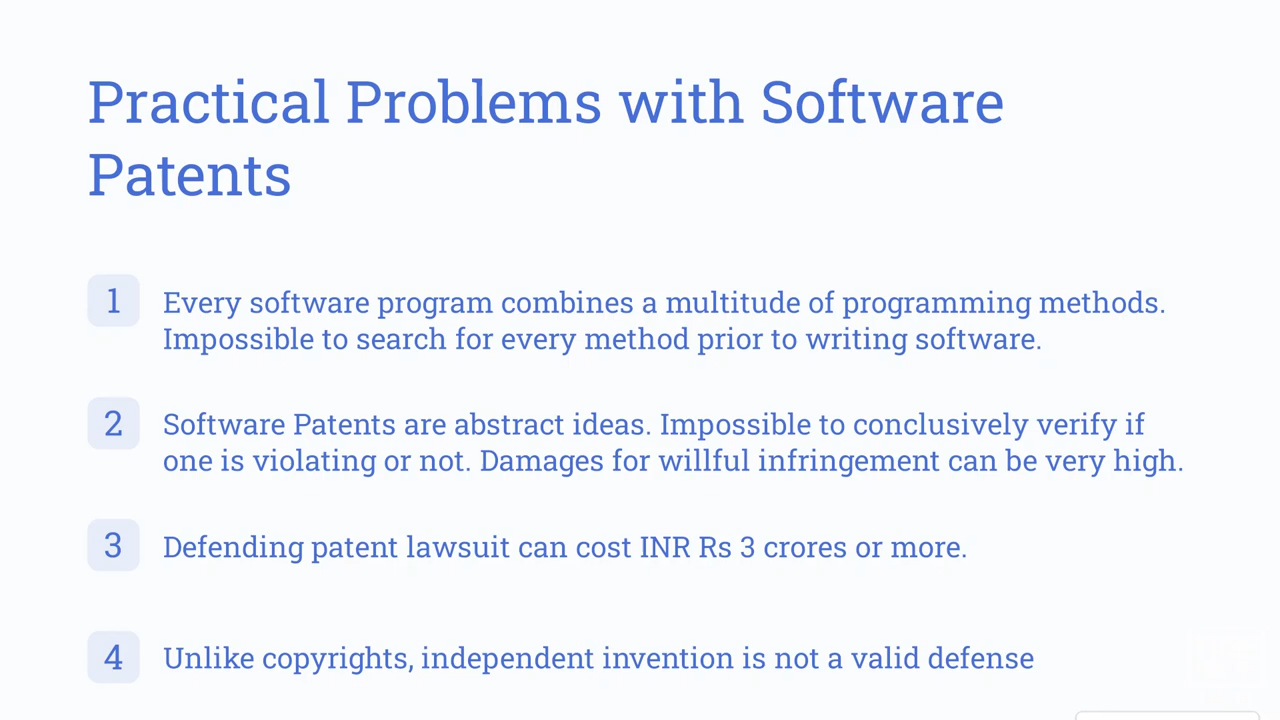 Practical Problems with Software
Patents
1
Every software program combines a multitude of programming methods.
Impossible to search for every method prior to writing software.
2
Software Patents are abstract ideas. Impossible to conclusively verify if
one is violating or not. Damages for willful infringement can be very high.
3
Defending patent lawsuit can cost INR Rs 3 crores or more.
4
Unlike copyrights, independent invention is not a valid defense